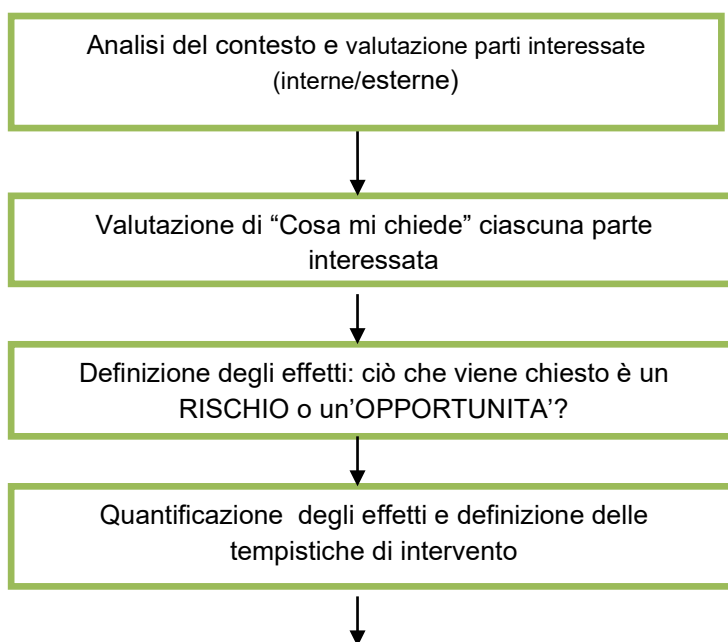 Analisi del contesto e valutazione parti interessate
(interne/esterne)
Valutazione di “Cosa mi chiede” ciascuna parte
interessata
Definizione degli effetti: ciò che viene chiesto è un
RISCHIO o un’OPPORTUNITA’?
Quantificazione  degli effetti e definizione delle
tempistiche di intervento